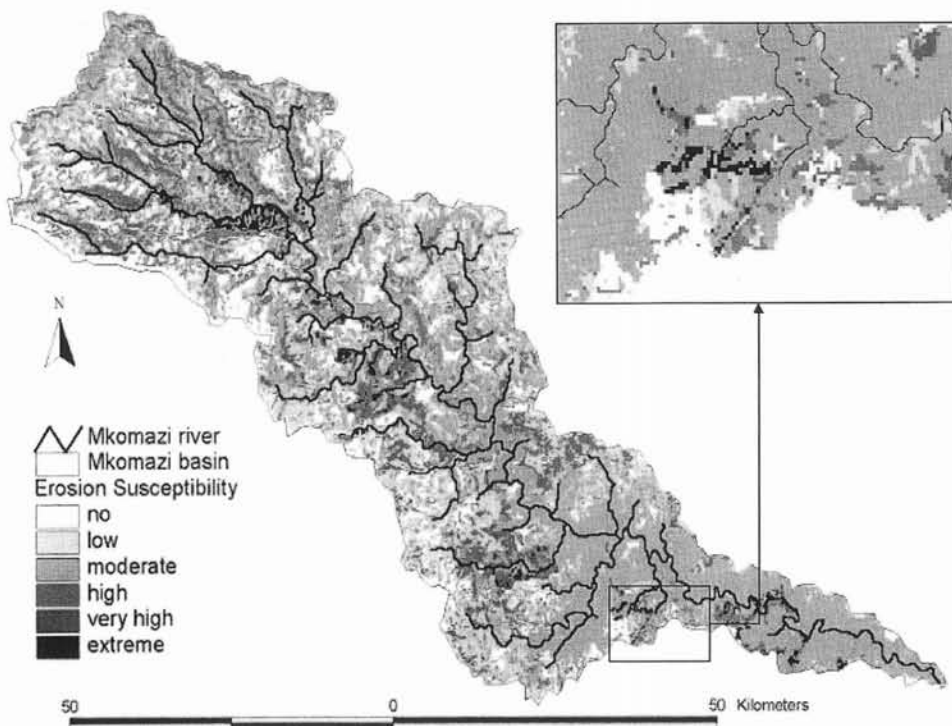 N
Mkomazi river
Mkomazi basin
Erosion Susceptibility
no
low
moderate
high
very high
extreme
50 0 50 Kilometers